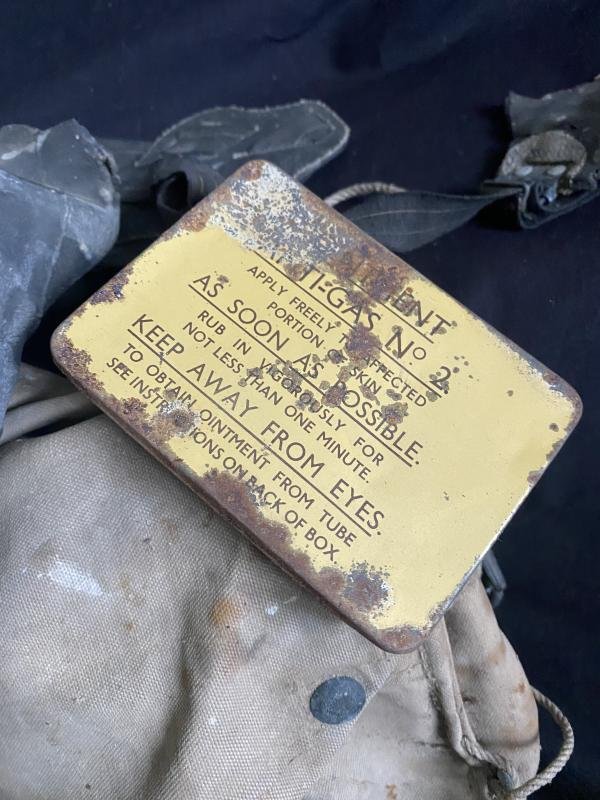 OINTMENT
ANTI-GAS Nº 2
APPLY FREELY TO AFFECTED
PORTION OF SKIN
AS SOON AS POSSIBLE.
RUB IN VIGOROUSLY FOR
NOT LESS THAN ONE MINUTE
KEEP AWAY FROM EYES.
TO OBTAIN OINTMENT FROM TUBE
SEE INSTRUCTIONS ON BACK OF BOX.